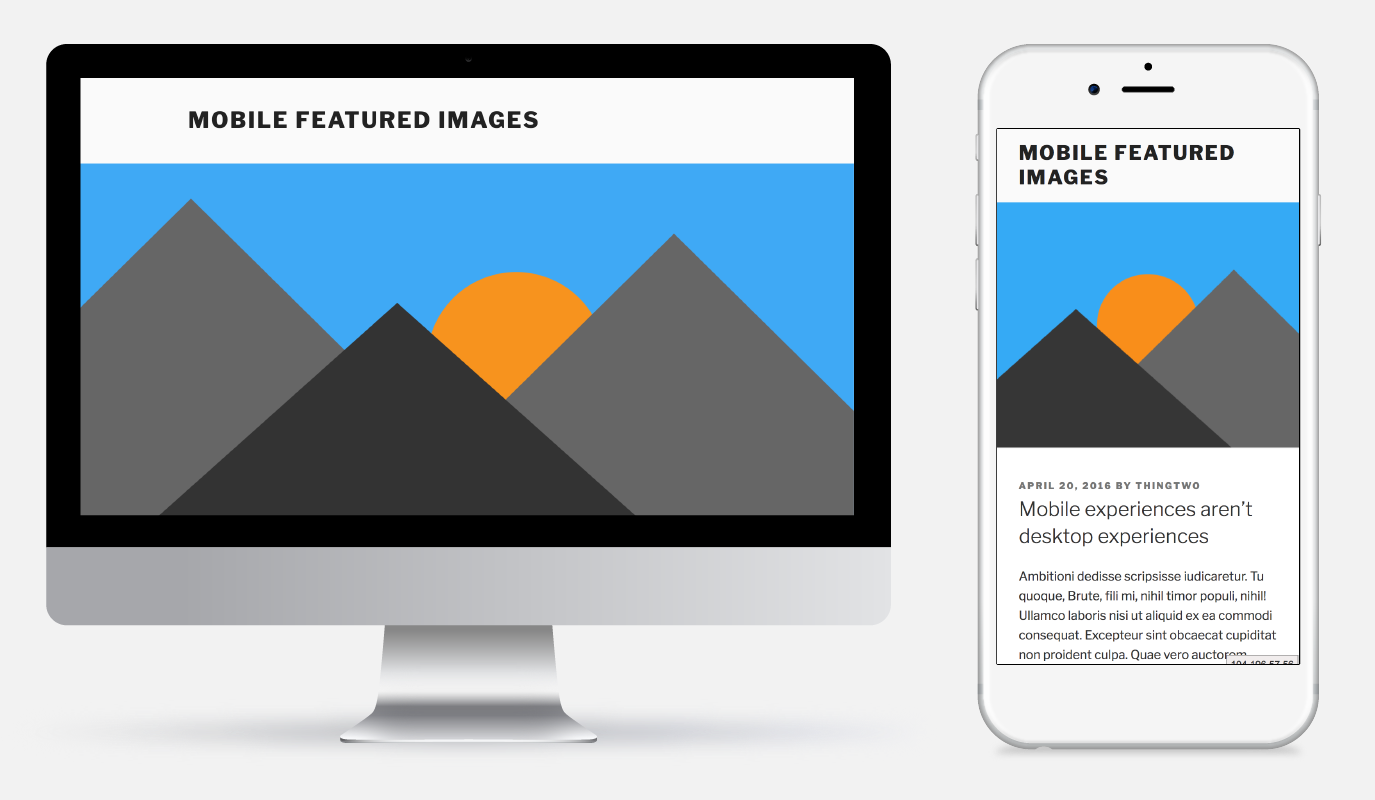 MOBILE FEATURED IMAGES
MOBILE FEATURED
IMAGES
APRIL 20, 2016 BY THINGTWO
Mobile experiences aren’t
desktop experiences
Ambitioni dedisse scripsisse iudicaretur. Tu
quoque, Brute, fili mi, nihil timor populi, nihil!
Ullamco laboris nisi ut aliquid ex ea commodi
consequat. Excepteur sint obcaecat cupiditat
non proident culpa. Quae vero auctorem